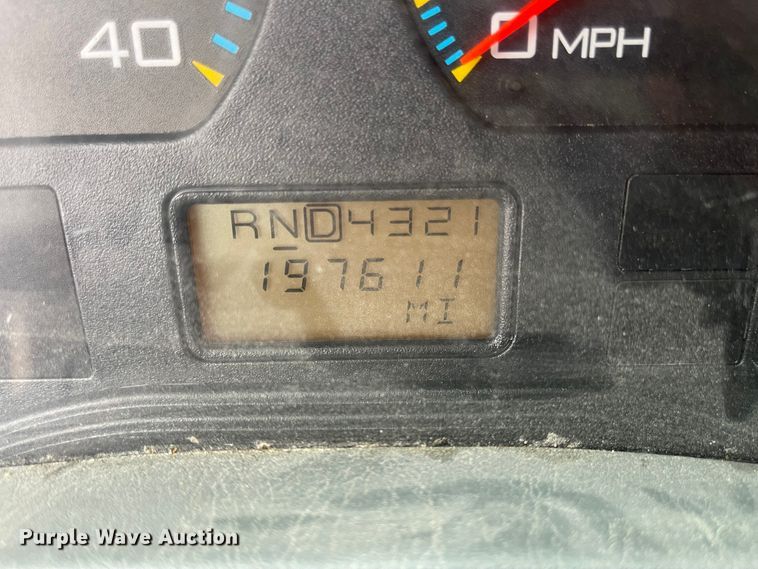 40
0 MPH
RND4321
197611
MI
Purple Wave Auction